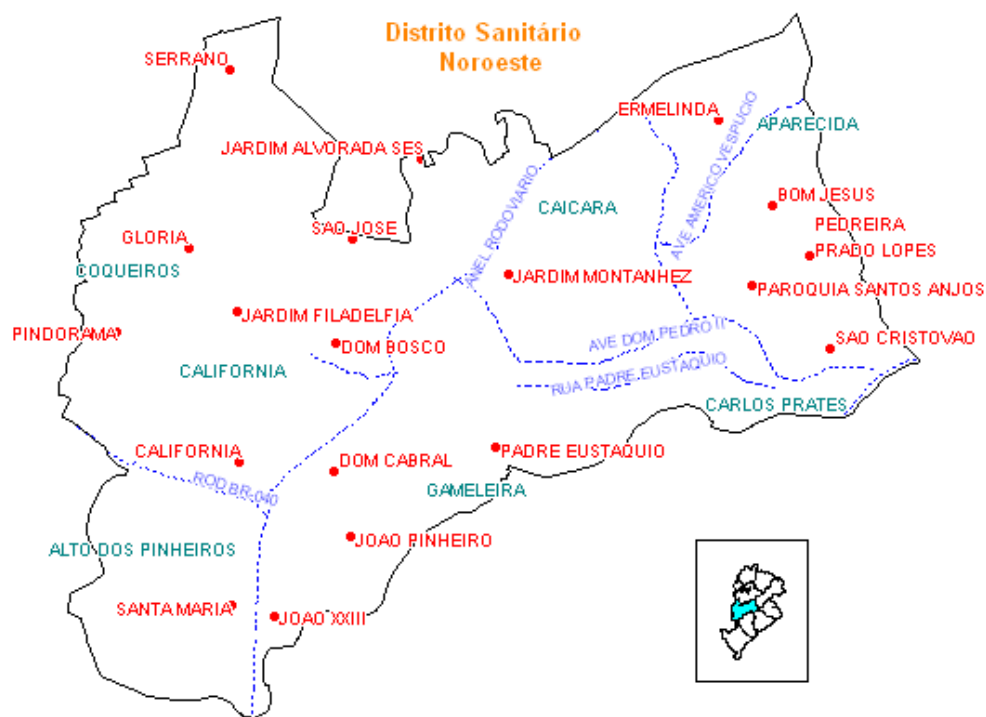 Distrito Sanitário
Noroeste
SERRANO
ERMELINDA
APARECIDA
JARDIM ALVORADA SES
AVE AMERICO VESPUCIO
BOM JESUS
CAICARA
PEDREIRA
PRADO LOPES
SAO JOSE
GLORIA
ANEL RODOVIARIO
COQUEIROS
JARDIM MONTANHEZ
PAROQUIA SANTOS ANJOS
JARDIM FILADELFIA
PINDORAMA
DOM BOSCO
AVE DOM PEDRO II
SAO CRISTOVAO
CALIFORNIA
RUA PADRE EUSTAQUIO
CARLOS PRATES
CALIFORNIA
DOM CABRAL
PADRE EUSTAQUIO
ROD BR-040
GAMELEIRA
JOAO PINHEIRO
ALTO DOS PINHEIROS
SANTA MARIA
JOAO XXIII